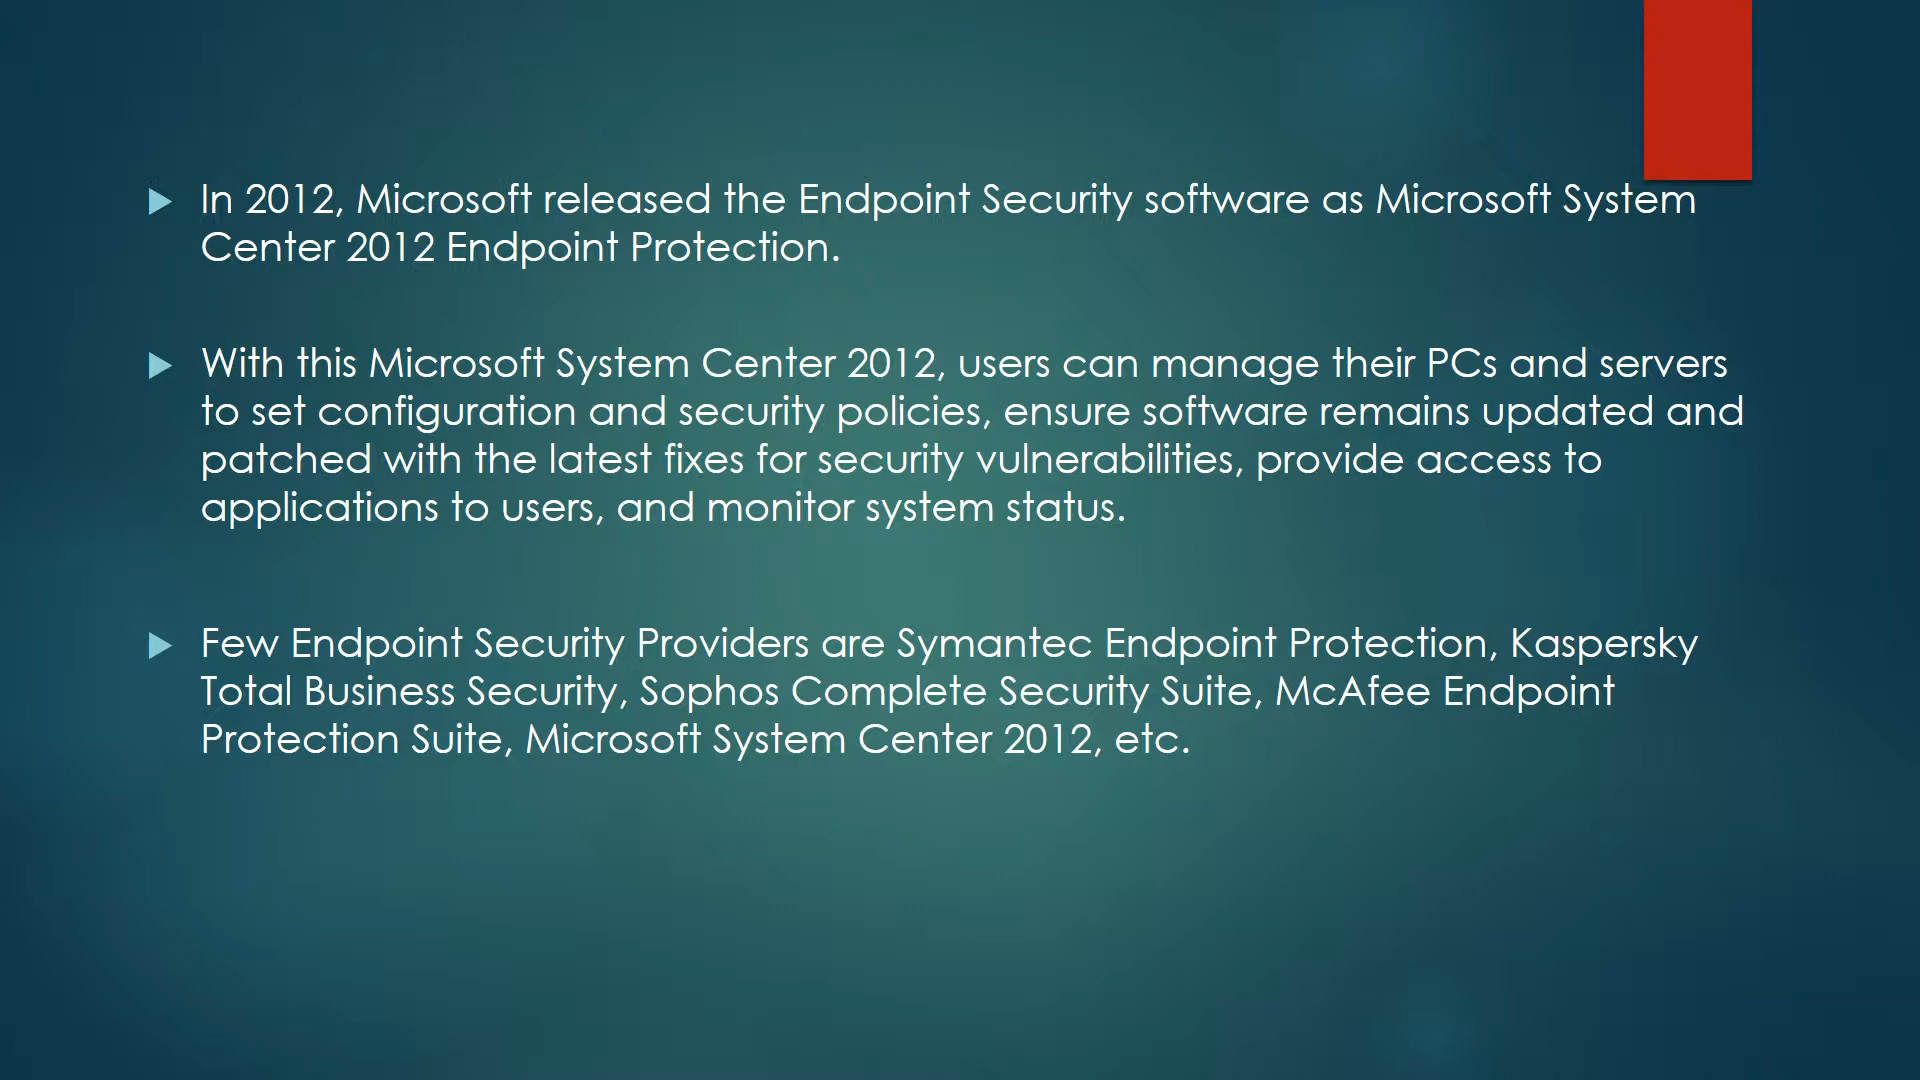 In 2012, Microsoft released the Endpoint Security software as Microsoft System
Center 2012 Endpoint Protection.
With this Microsoft System Center 2012, users can manage their PCs and servers
to set configuration and security policies, ensure software remains updated and
patched with the latest fixes for security vulnerabilities, provide access to
applications to users, and monitor system status.
Few Endpoint Security Providers are Symantec Endpoint Protection, Kaspersky
Total Business Security, Sophos Complete Security Suite, McAfee Endpoint
Protection Suite, Microsoft System Center 2012, etc.